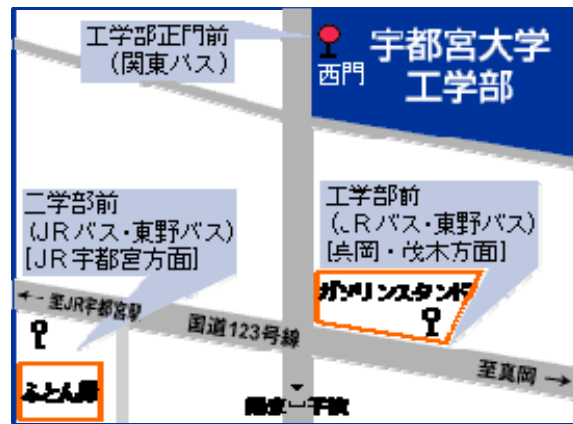 工学部正門前
(関東バス)
宇都宮大学
工学部
西門
二学部前
(JRバス・東野バス)
[JR宇都宮方面]
工学部前
(JRバス・東野バス)
[真岡・茂木方面]
ガソリンスタンド
←至JR宇都宮駅
国道123号線
至真岡→
ふとん